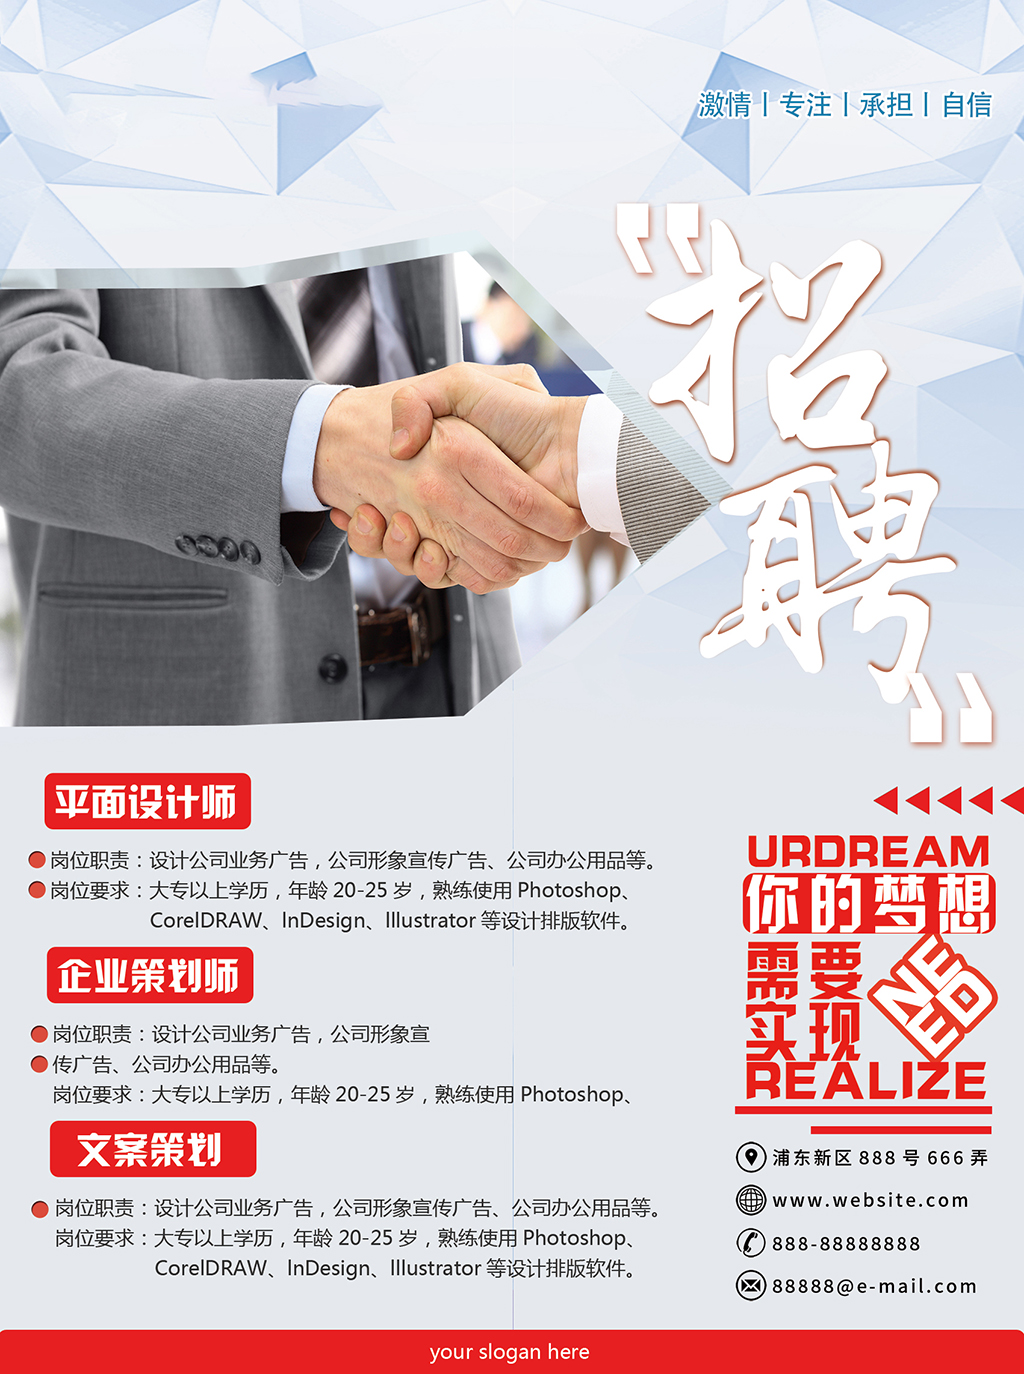 激情丨专注丨承担丨自信
“招聘”
平面设计师
岗位职责：设计公司业务广告，公司形象宣传广告、公司办公用品等。
岗位要求：大专以上学历，年龄 20-25 岁，熟练使用 Photoshop、
CorelDRAW、InDesign、Illustrator 等设计排版软件。
企业策划师
岗位职责：设计公司业务广告，公司形象宣
传广告、公司办公用品等。
岗位要求：大专以上学历，年龄 20-25 岁，熟练使用 Photoshop、
文案策划
岗位职责：设计公司业务广告，公司形象宣传广告、公司办公用品等。
岗位要求：大专以上学历，年龄 20-25 岁，熟练使用 Photoshop、
CorelDRAW、InDesign、Illustrator 等设计排版软件。
URDREAM
你的梦想
需要
NEED
实现
REALIZE
浦东新区 888 号 666 弄
www.website.com
888-88888888
88888@e-mail.com
your slogan here